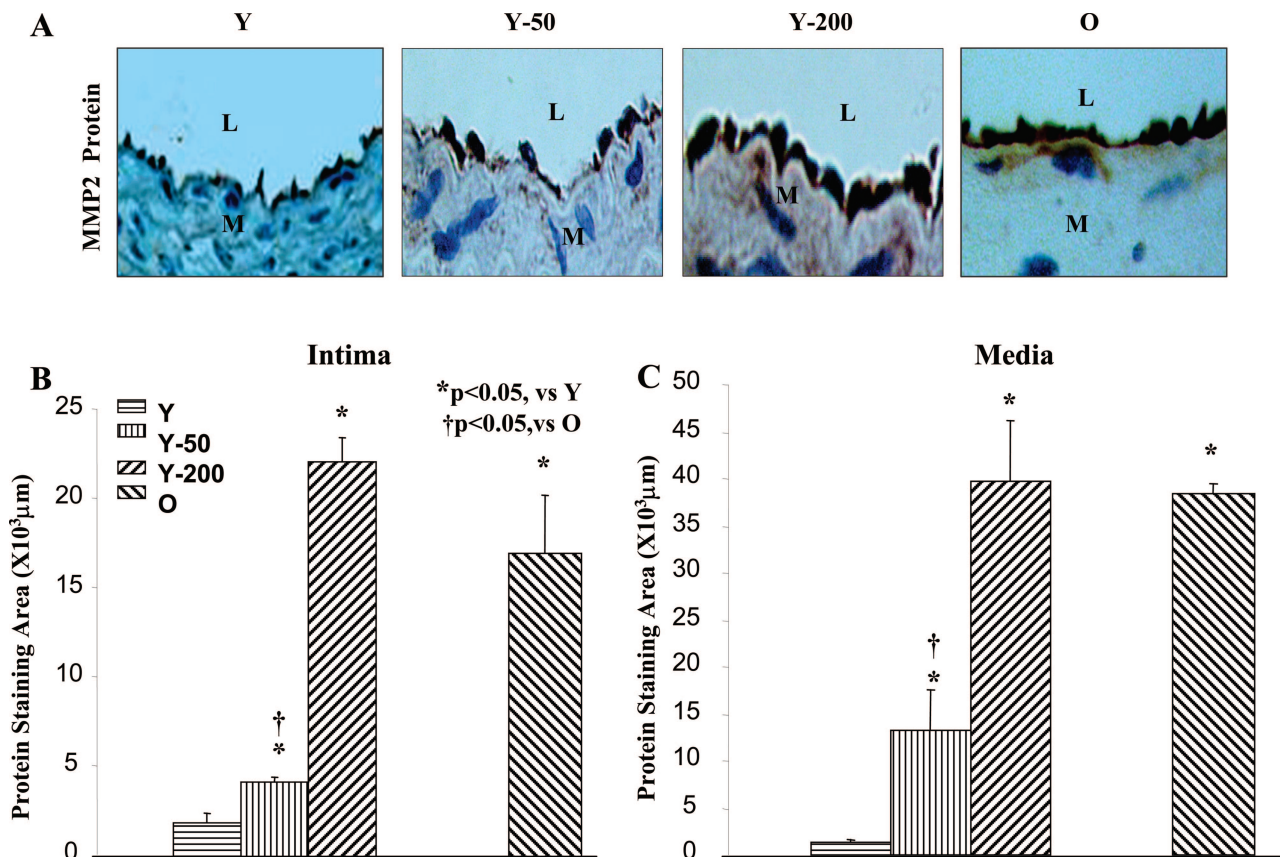 A
Y
Y-50
Y-200
O
MMP2 Protein
L
M
L
M
L
M
L
M
B
Intima
*p<0.05, vs Y
†p<0.05,vs O
Y
Y-50
Y-200
O
Protein Staining Area (X10³µm)
25
20
15
10
5
0
†
*
*
*
C
Media
Protein Staining Area (X10³µm)
50
45
40
35
30
25
20
15
10
5
0
†
*
*
*